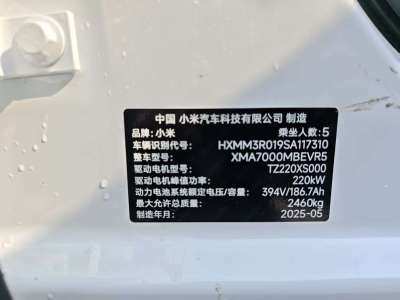 中国 小米汽车科技有限公司 制造
品牌: 小米 乘坐人数: 5
车辆识别代号: HXMM3R019SA117310
整车型号: XMA7000MBEVR5
驱动电机型号: TZ220XS000
驱动电机峰值功率: 220kW
动力电池系统额定电压/容量: 394V/186.7Ah
最大允许总质量: 2460kg
制造年月: 2025-05